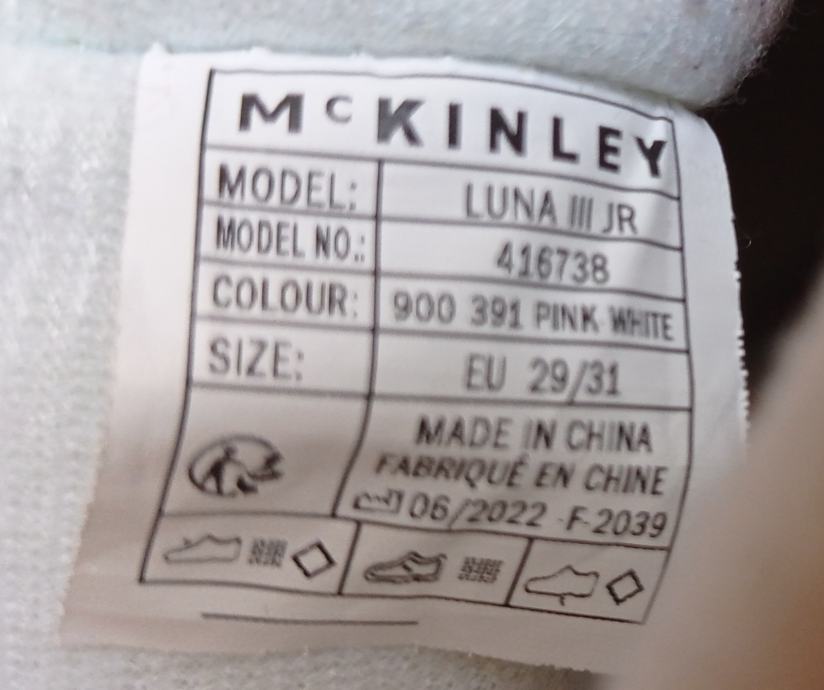 McKINLEY
MODEL: LUNA III JR
MODEL NO.: 416738
COLOUR: 900 391 PINK-WHITE
SIZE: EU 29/31
MADE IN CHINA
FABRIQUÉ EN CHINE
06/2022 -F-2039